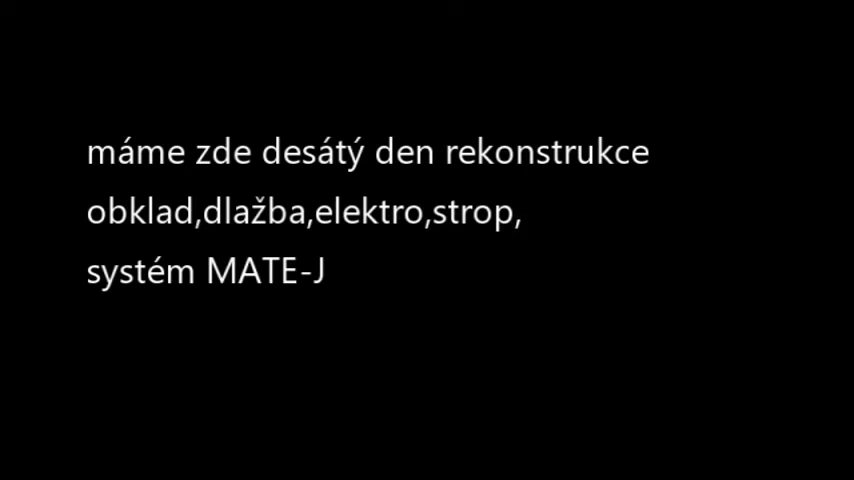 máme zde desátý den rekonstrukce
obklad,dlažba,elektro,strop,
systém MATE-J